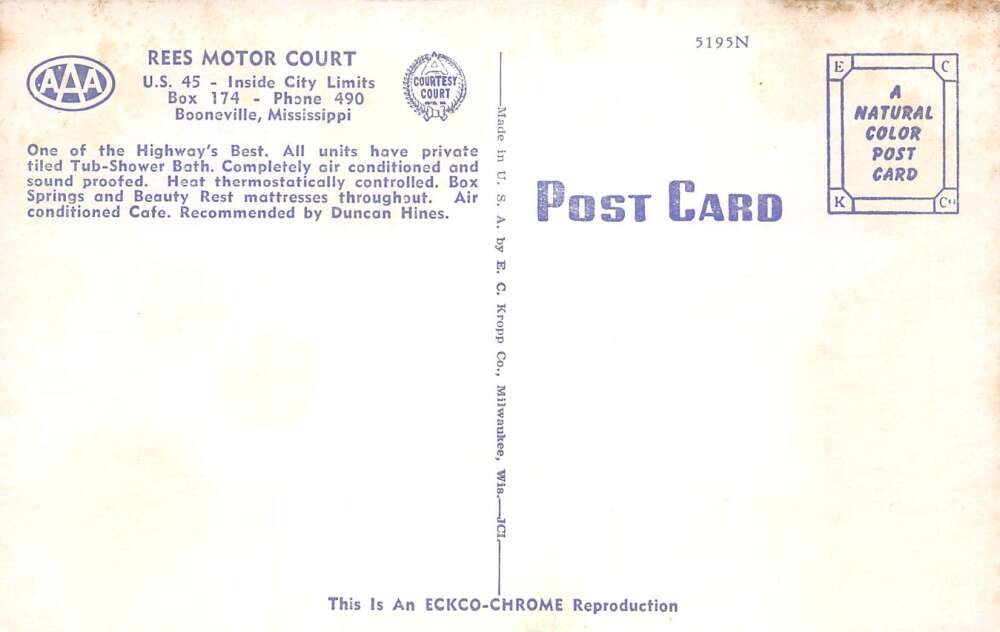 AAA
REES MOTOR COURT
U.S. 45 - Inside City Limits
Box 174 - Phone 490
Booneville, Mississippi
COURTESY
COURT
One of the Highway's Best. All units have private
tiled Tub-Shower Bath. Completely air conditioned and
sound proofed. Heat thermostatically controlled. Box
Springs and Beauty Rest mattresses throughout. Air
conditioned Cafe. Recommended by Duncan Hines.
Made in U. S. A. by E. C. Kropp Co., Milwaukee, Wis.—JCL
5195N
POST CARD
E C
A
NATURAL
COLOR
POST
CARD
K Co
This Is An ECKCO-CHROME Reproduction